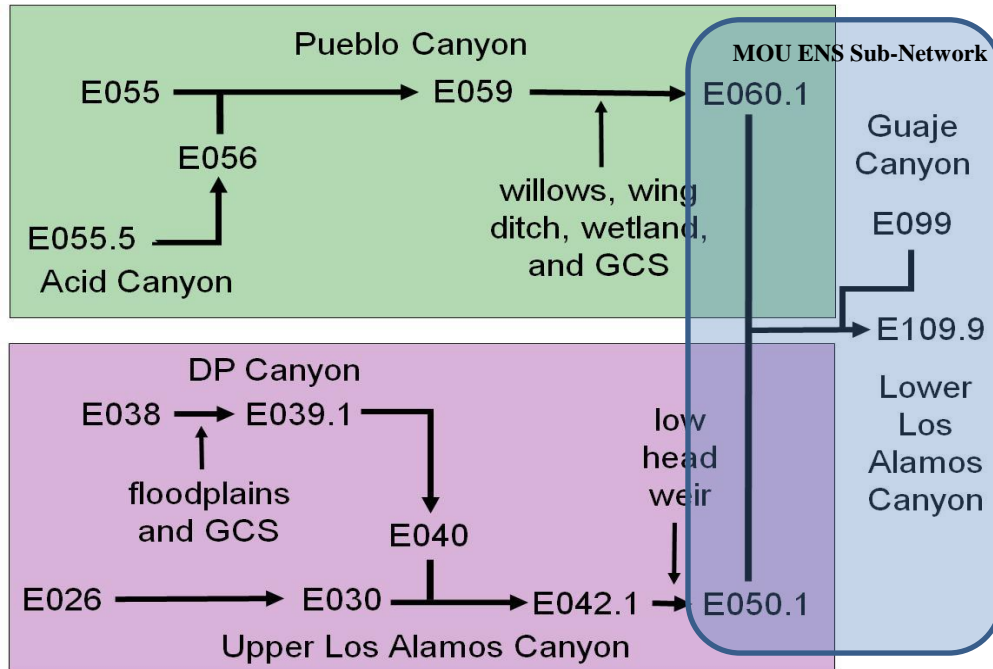 Pueblo Canyon
MOU ENS Sub-Network
E055
E059
E060.1
E056
Guaje
Canyon
willows, wing
ditch, wetland,
and GCS
E055.5
Acid Canyon
E099
E109.9
DP Canyon
E038
E039.1
low
head
weir
Lower
Los
Alamos
Canyon
floodplains
and GCS
E040
E026
E030
E042.1
E050.1
Upper Los Alamos Canyon